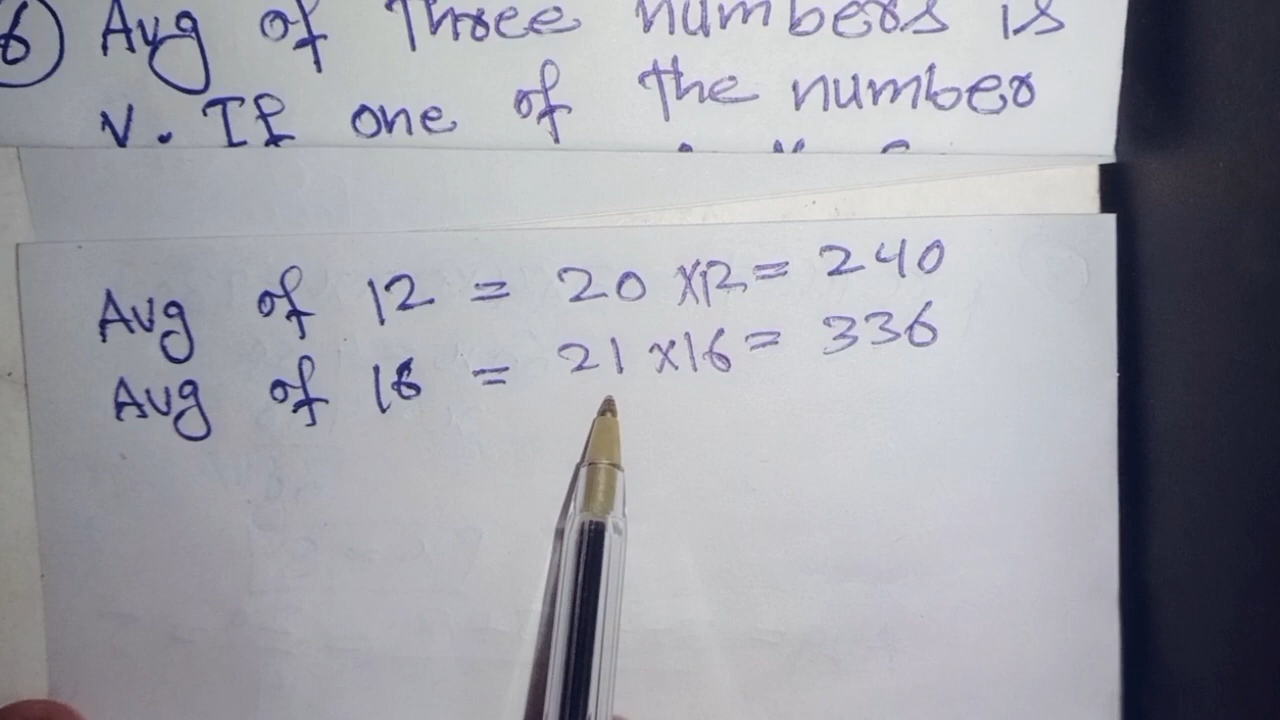 6) Avg of Three numbers is
V. If one of the number
Avg of 12 = 20 x12 = 240
Avg of 16 = 21 x16 = 336